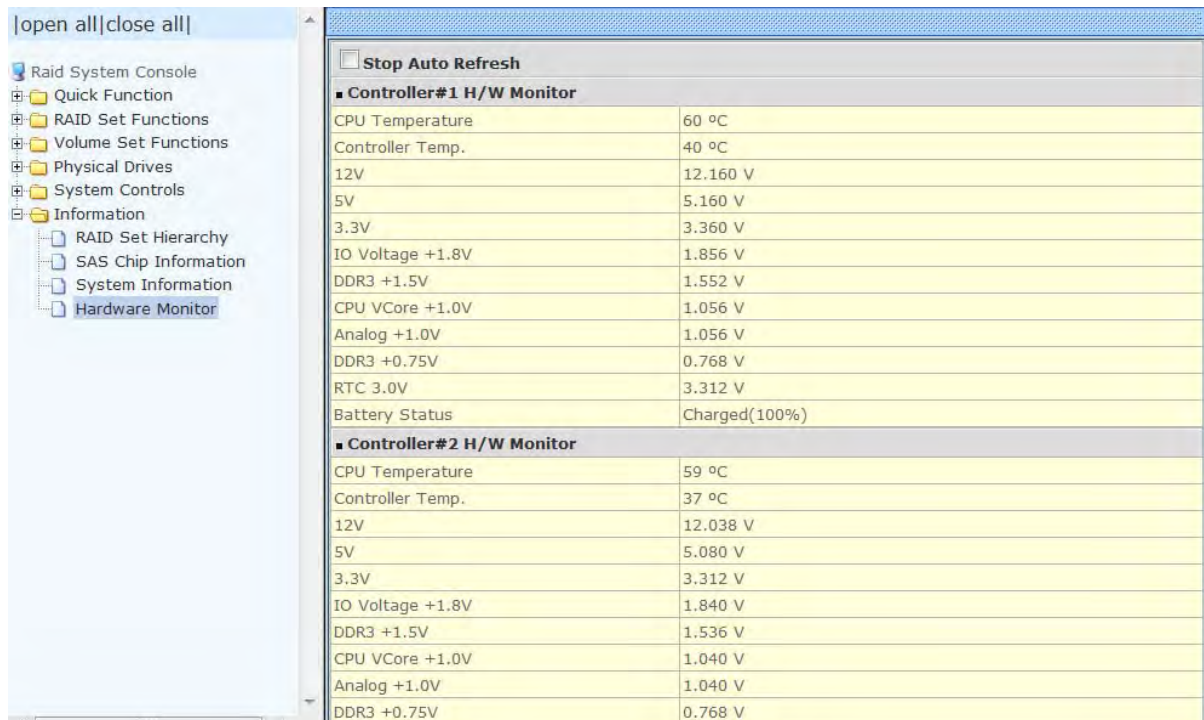 |open all|close all|
Raid System Console
Quick Function
RAID Set Functions
Volume Set Functions
Physical Drives
System Controls
Information
RAID Set Hierarchy
SAS Chip Information
System Information
Hardware Monitor
Stop Auto Refresh
Controller#1 H/W Monitor
CPU Temperature 60 ºC
Controller Temp. 40 ºC
12V 12.160 V
5V 5.160 V
3.3V 3.360 V
IO Voltage +1.8V 1.856 V
DDR3 +1.5V 1.552 V
CPU VCore +1.0V 1.056 V
Analog +1.0V 1.056 V
DDR3 +0.75V 0.768 V
RTC 3.0V 3.312 V
Battery Status Charged(100%)
Controller#2 H/W Monitor
CPU Temperature 59 ºC
Controller Temp. 37 ºC
12V 12.038 V
5V 5.080 V
3.3V 3.312 V
IO Voltage +1.8V 1.840 V
DDR3 +1.5V 1.536 V
CPU VCore +1.0V 1.040 V
Analog +1.0V 1.040 V
DDR3 +0.75V 0.768 V